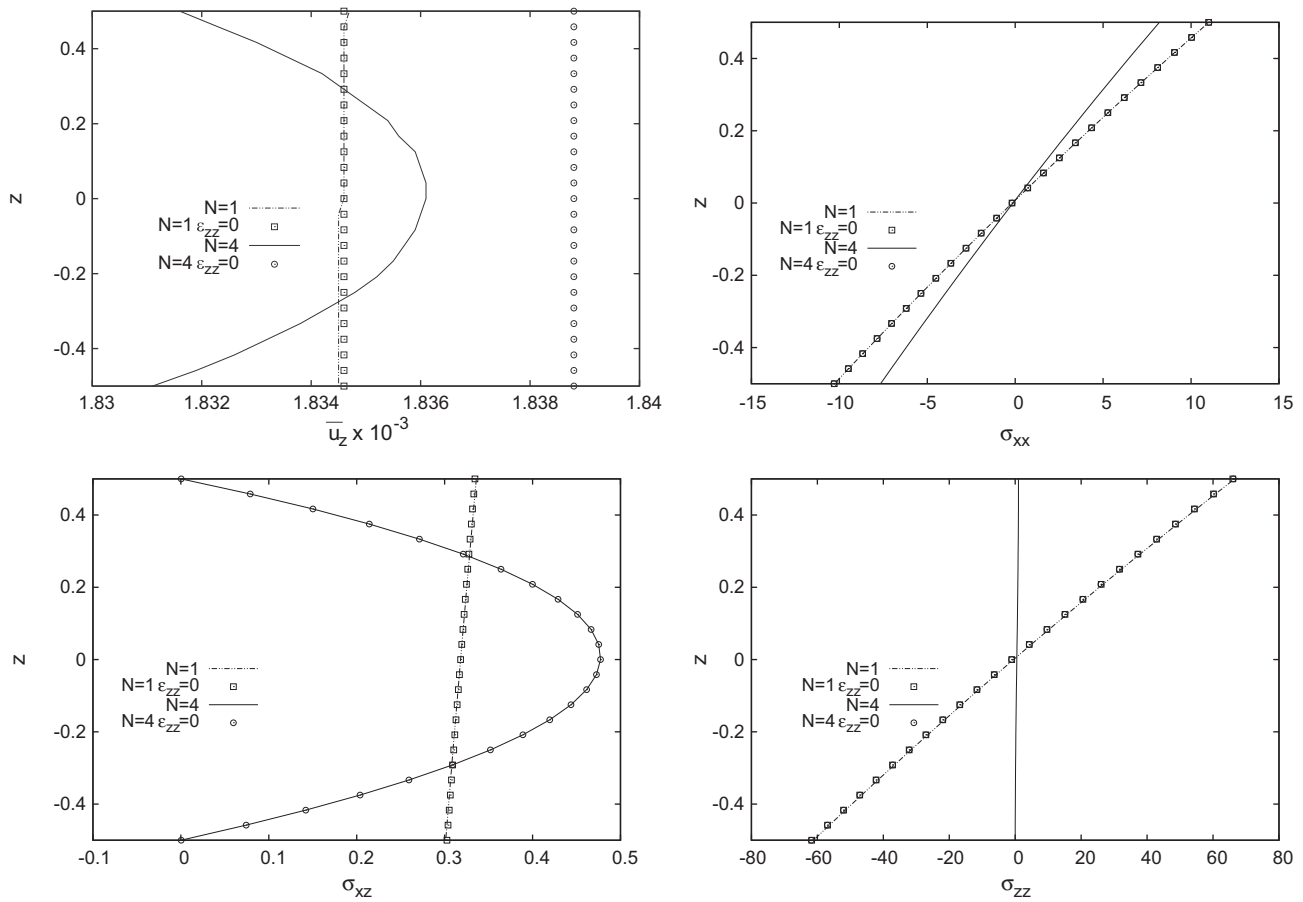 0.4
0.2
0
-0.2
-0.4
z
N=1
N=1 εzz=0
N=4
N=4 εzz=0
1.83 1.832 1.834 1.836 1.838 1.84
u̅z x 10-3
0.4
0.2
0
-0.2
-0.4
z
N=1
N=1 εzz=0
N=4
N=4 εzz=0
-15 -10 -5 0 5 10 15
σxx
0.4
0.2
0
-0.2
-0.4
z
N=1
N=1 εzz=0
N=4
N=4 εzz=0
-0.1 0 0.1 0.2 0.3 0.4 0.5
σxz
0.4
0.2
0
-0.2
-0.4
z
N=1
N=1 εzz=0
N=4
N=4 εzz=0
-80 -60 -40 -20 0 20 40 60 80
σzz